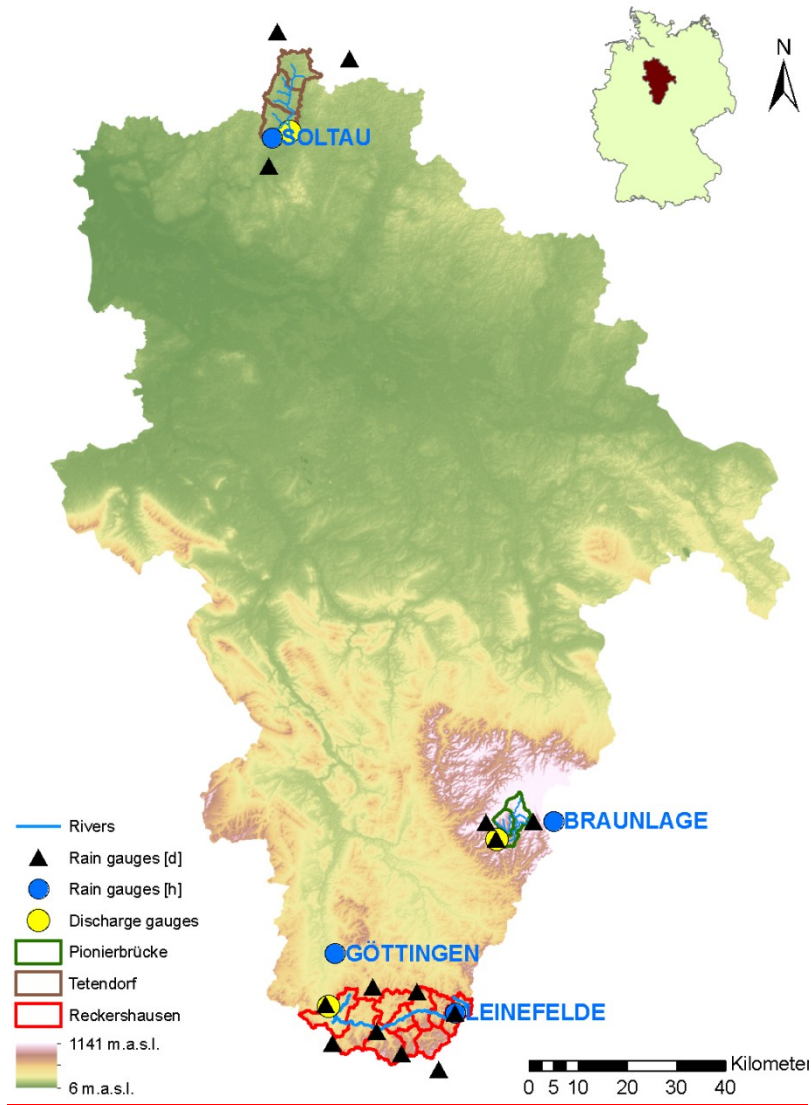 N
SOLTAU
BRAUNLAGE
GÖTTINGEN
LEINEFELDE
Rivers
Rain gauges [d]
Rain gauges [h]
Discharge gauges
Pionierbrücke
Tetendorf
Reckershausen
1141 m.a.s.l.
6 m.a.s.l.
Kilometer
0 5 10 20 30 40